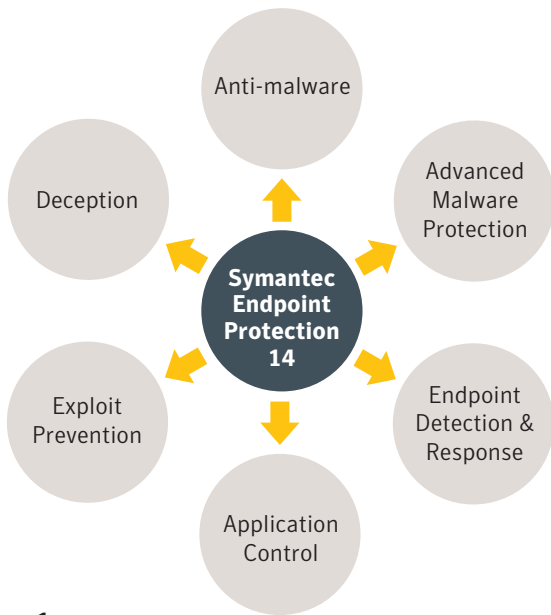 Anti-malware
Deception
Advanced
Malware
Protection
Symantec
Endpoint
Protection
14
Exploit
Prevention
Endpoint
Detection &
Response
Application
Control